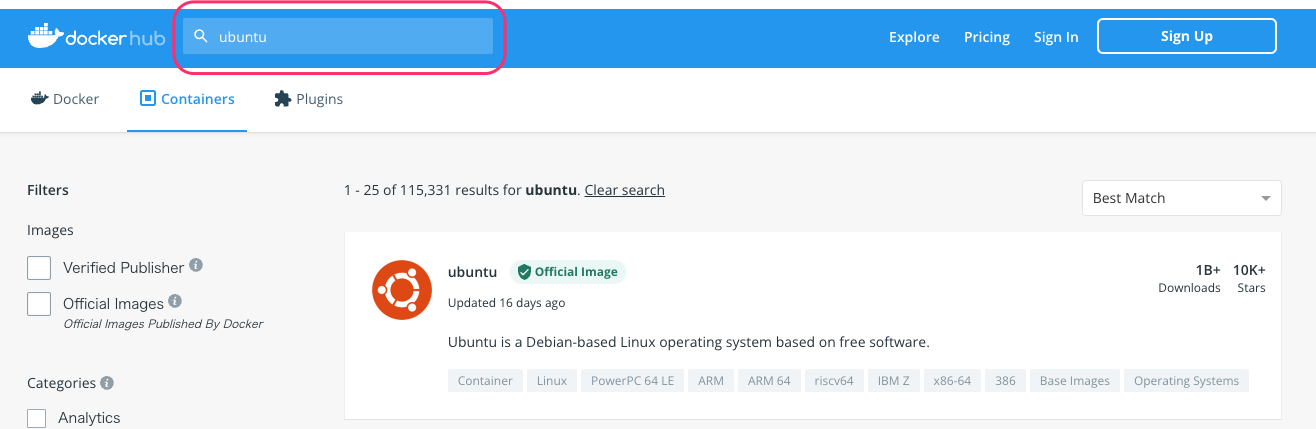 docker hub
ubuntu
Explore Pricing Sign In Sign Up
Docker Containers Plugins
Filters
1 - 25 of 115,331 results for ubuntu. Clear search
Best Match
Images
Verified Publisher
Official Images
Official Images Published By Docker
Categories
Analytics
ubuntu Official Image
Updated 16 days ago
1B+ 10K+
Downloads Stars
Ubuntu is a Debian-based Linux operating system based on free software.
Container Linux PowerPC 64 LE ARM ARM 64 riscv64 IBM Z x86-64 386 Base Images Operating Systems